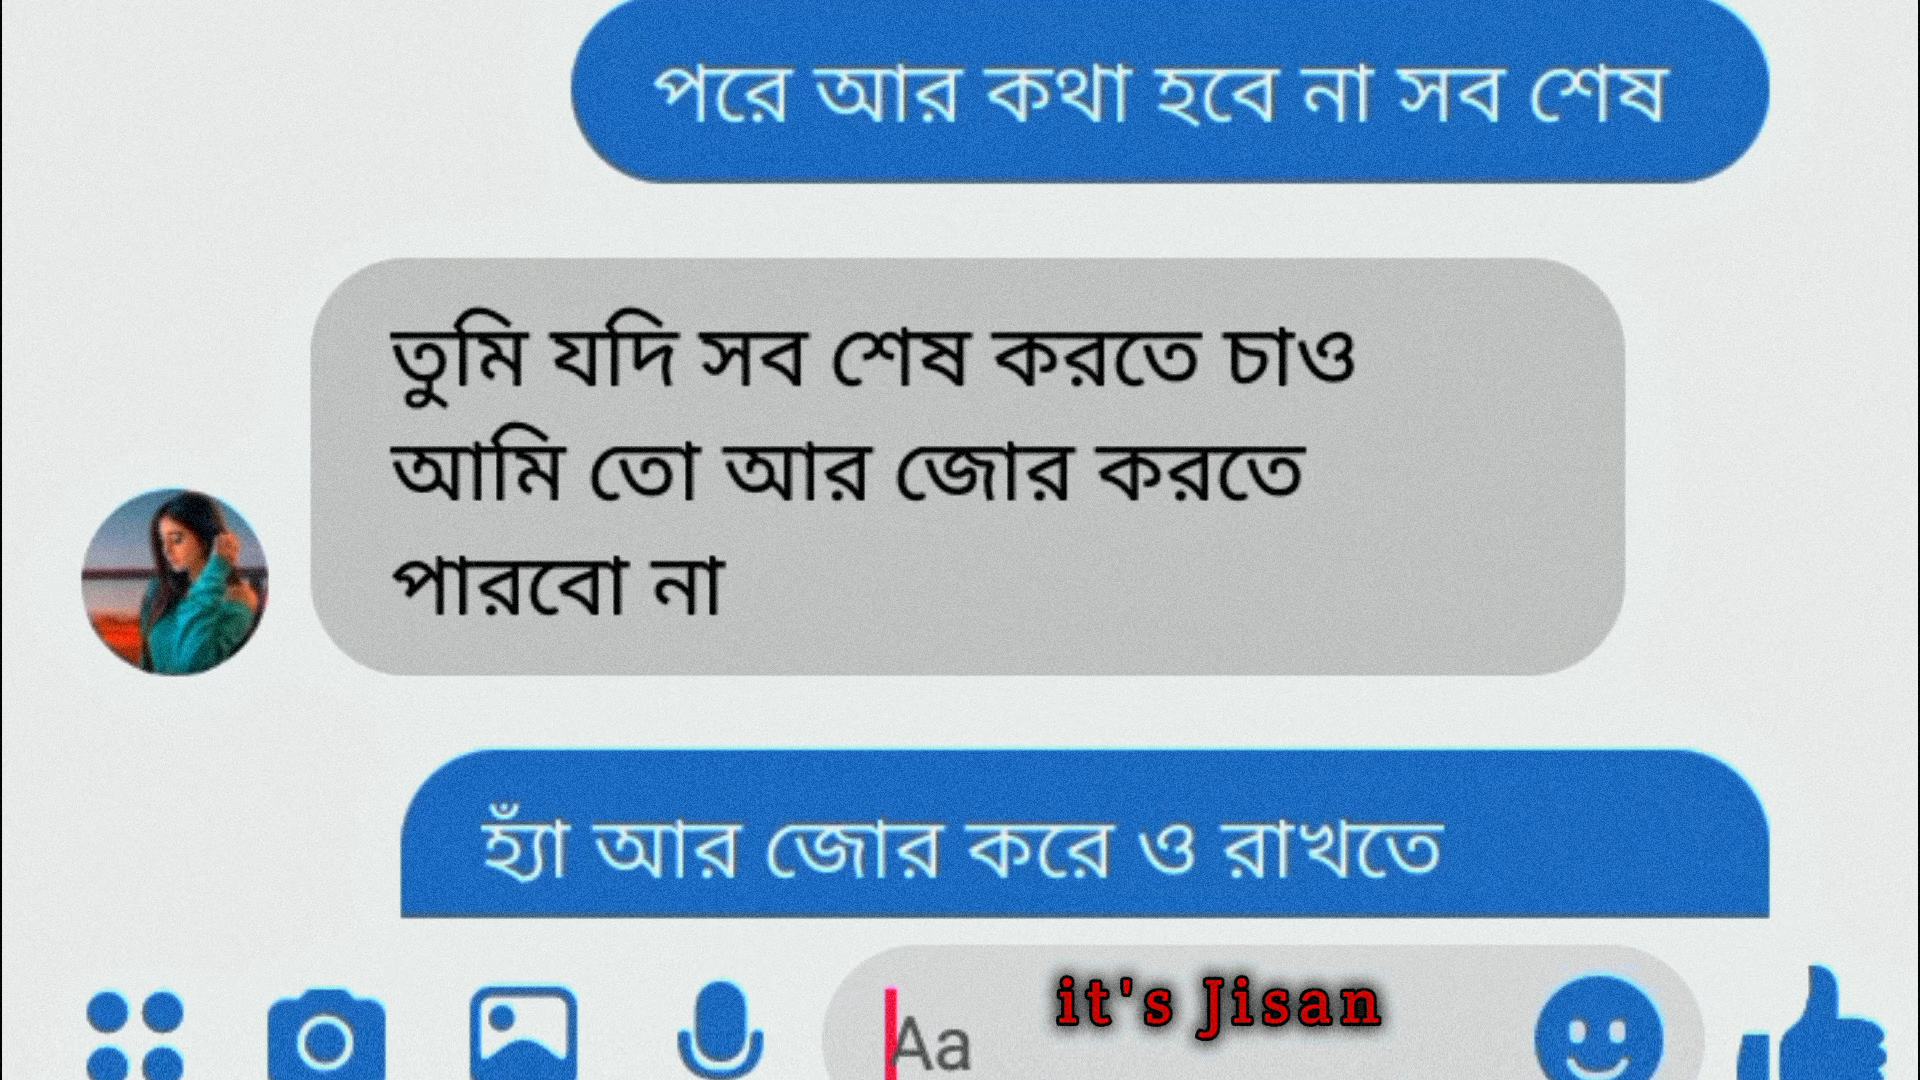 পরে আর কথা হবে না সব শেষ
তুমি যদি সব শেষ করতে চাও
আমি তো আর জোর করতে
পারবো না
হ্যাঁ আর জোর করে ও রাখতে
Aa it's Jisan